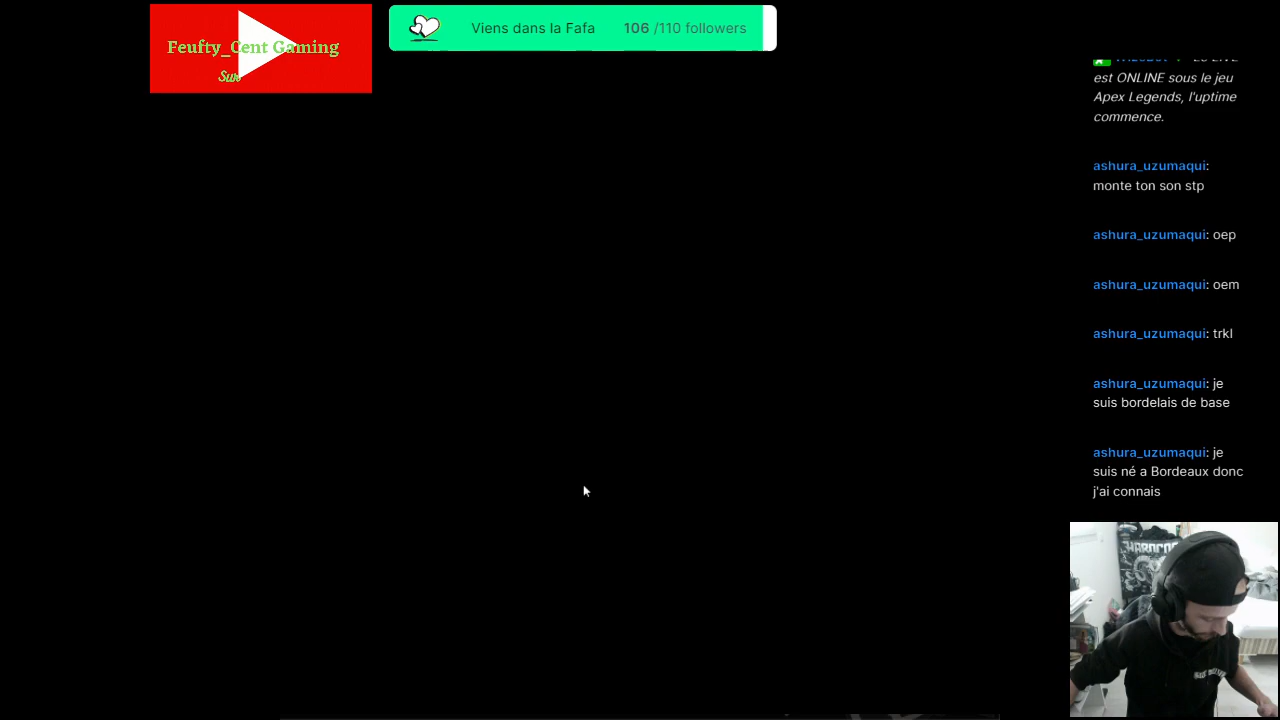 Feufty_Cent Gaming
Sur
Viens dans la Fafa 106 /110 followers
est ONLINE sous le jeu
Apex Legends, l'uptime
commence.
ashura_uzumaqui:
monte ton son stp
ashura_uzumaqui: oep
ashura_uzumaqui: oem
ashura_uzumaqui: trkl
ashura_uzumaqui: je
suis bordelais de base
ashura_uzumaqui: je
suis né a Bordeaux donc
j'ai connais